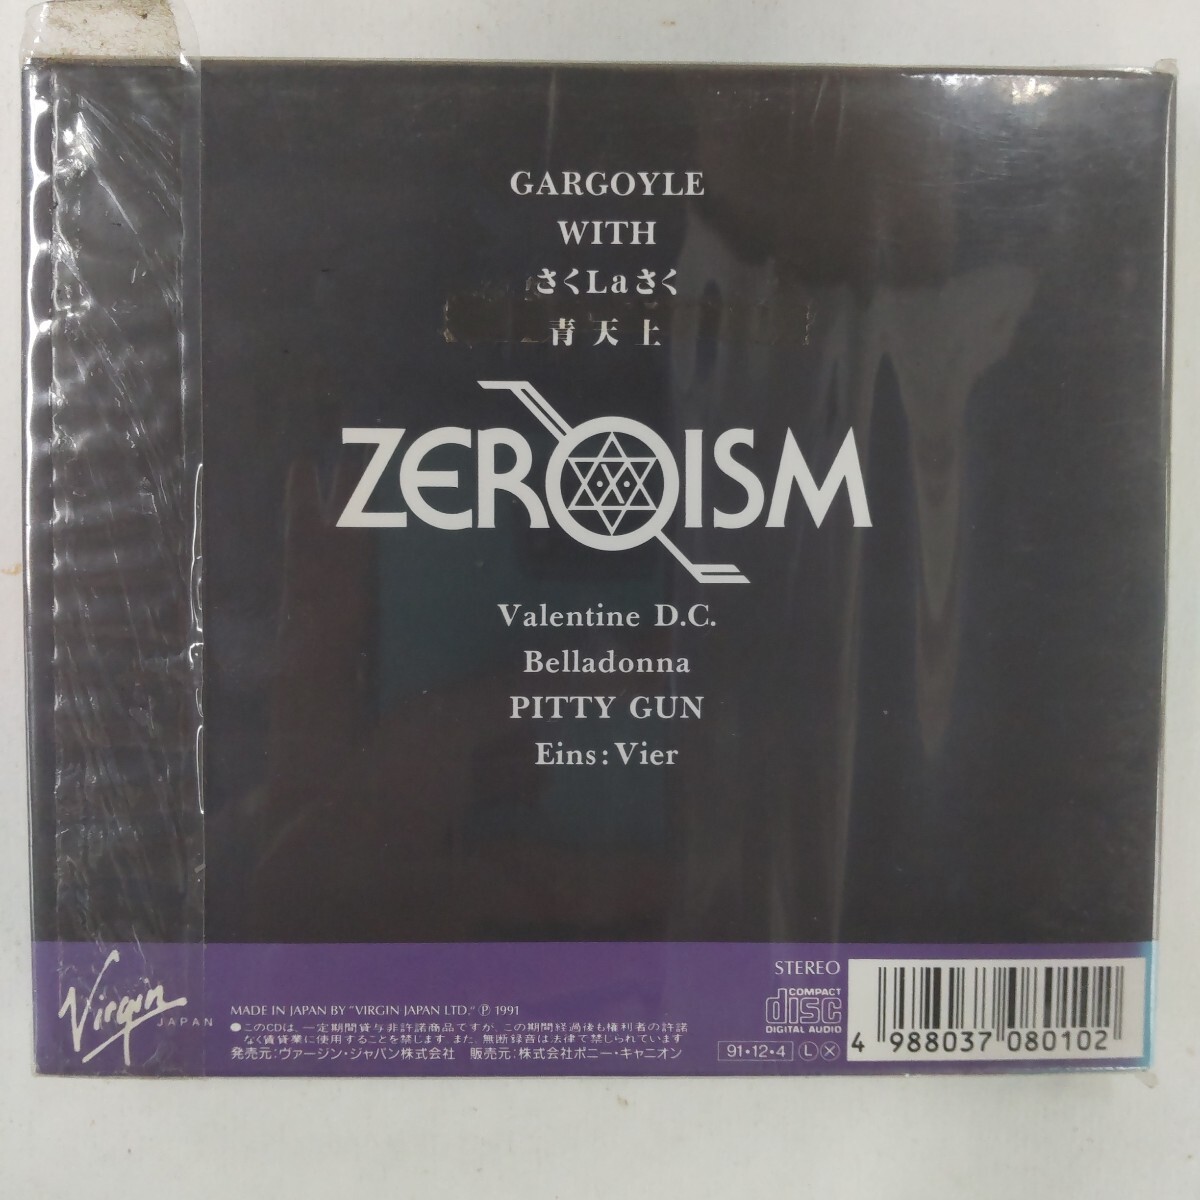 GARGOYLE
WITH
さくLaさく
青天上
ZEROISM
Valentine D.C.
Belladonna
PITTY GUN
Eins:Vier
Virgin
JAPAN
MADE IN JAPAN BY "VIRGIN JAPAN LTD." Ⓟ 1991
●このCDは、一定期間貸与非許諾商品ですが、この期間経過後も権利者の許諾
なく賃貸業に使用することを禁じます。また、無断録音は法律で禁じられています
発売元：ヴァージン・ジャパン株式会社　販売元：株式会社ポニー・キャニオン
STEREO
COMPACT
disc
DIGITAL AUDIO
91・12・4 Ⓛ Ⓧ
4 988037 080102